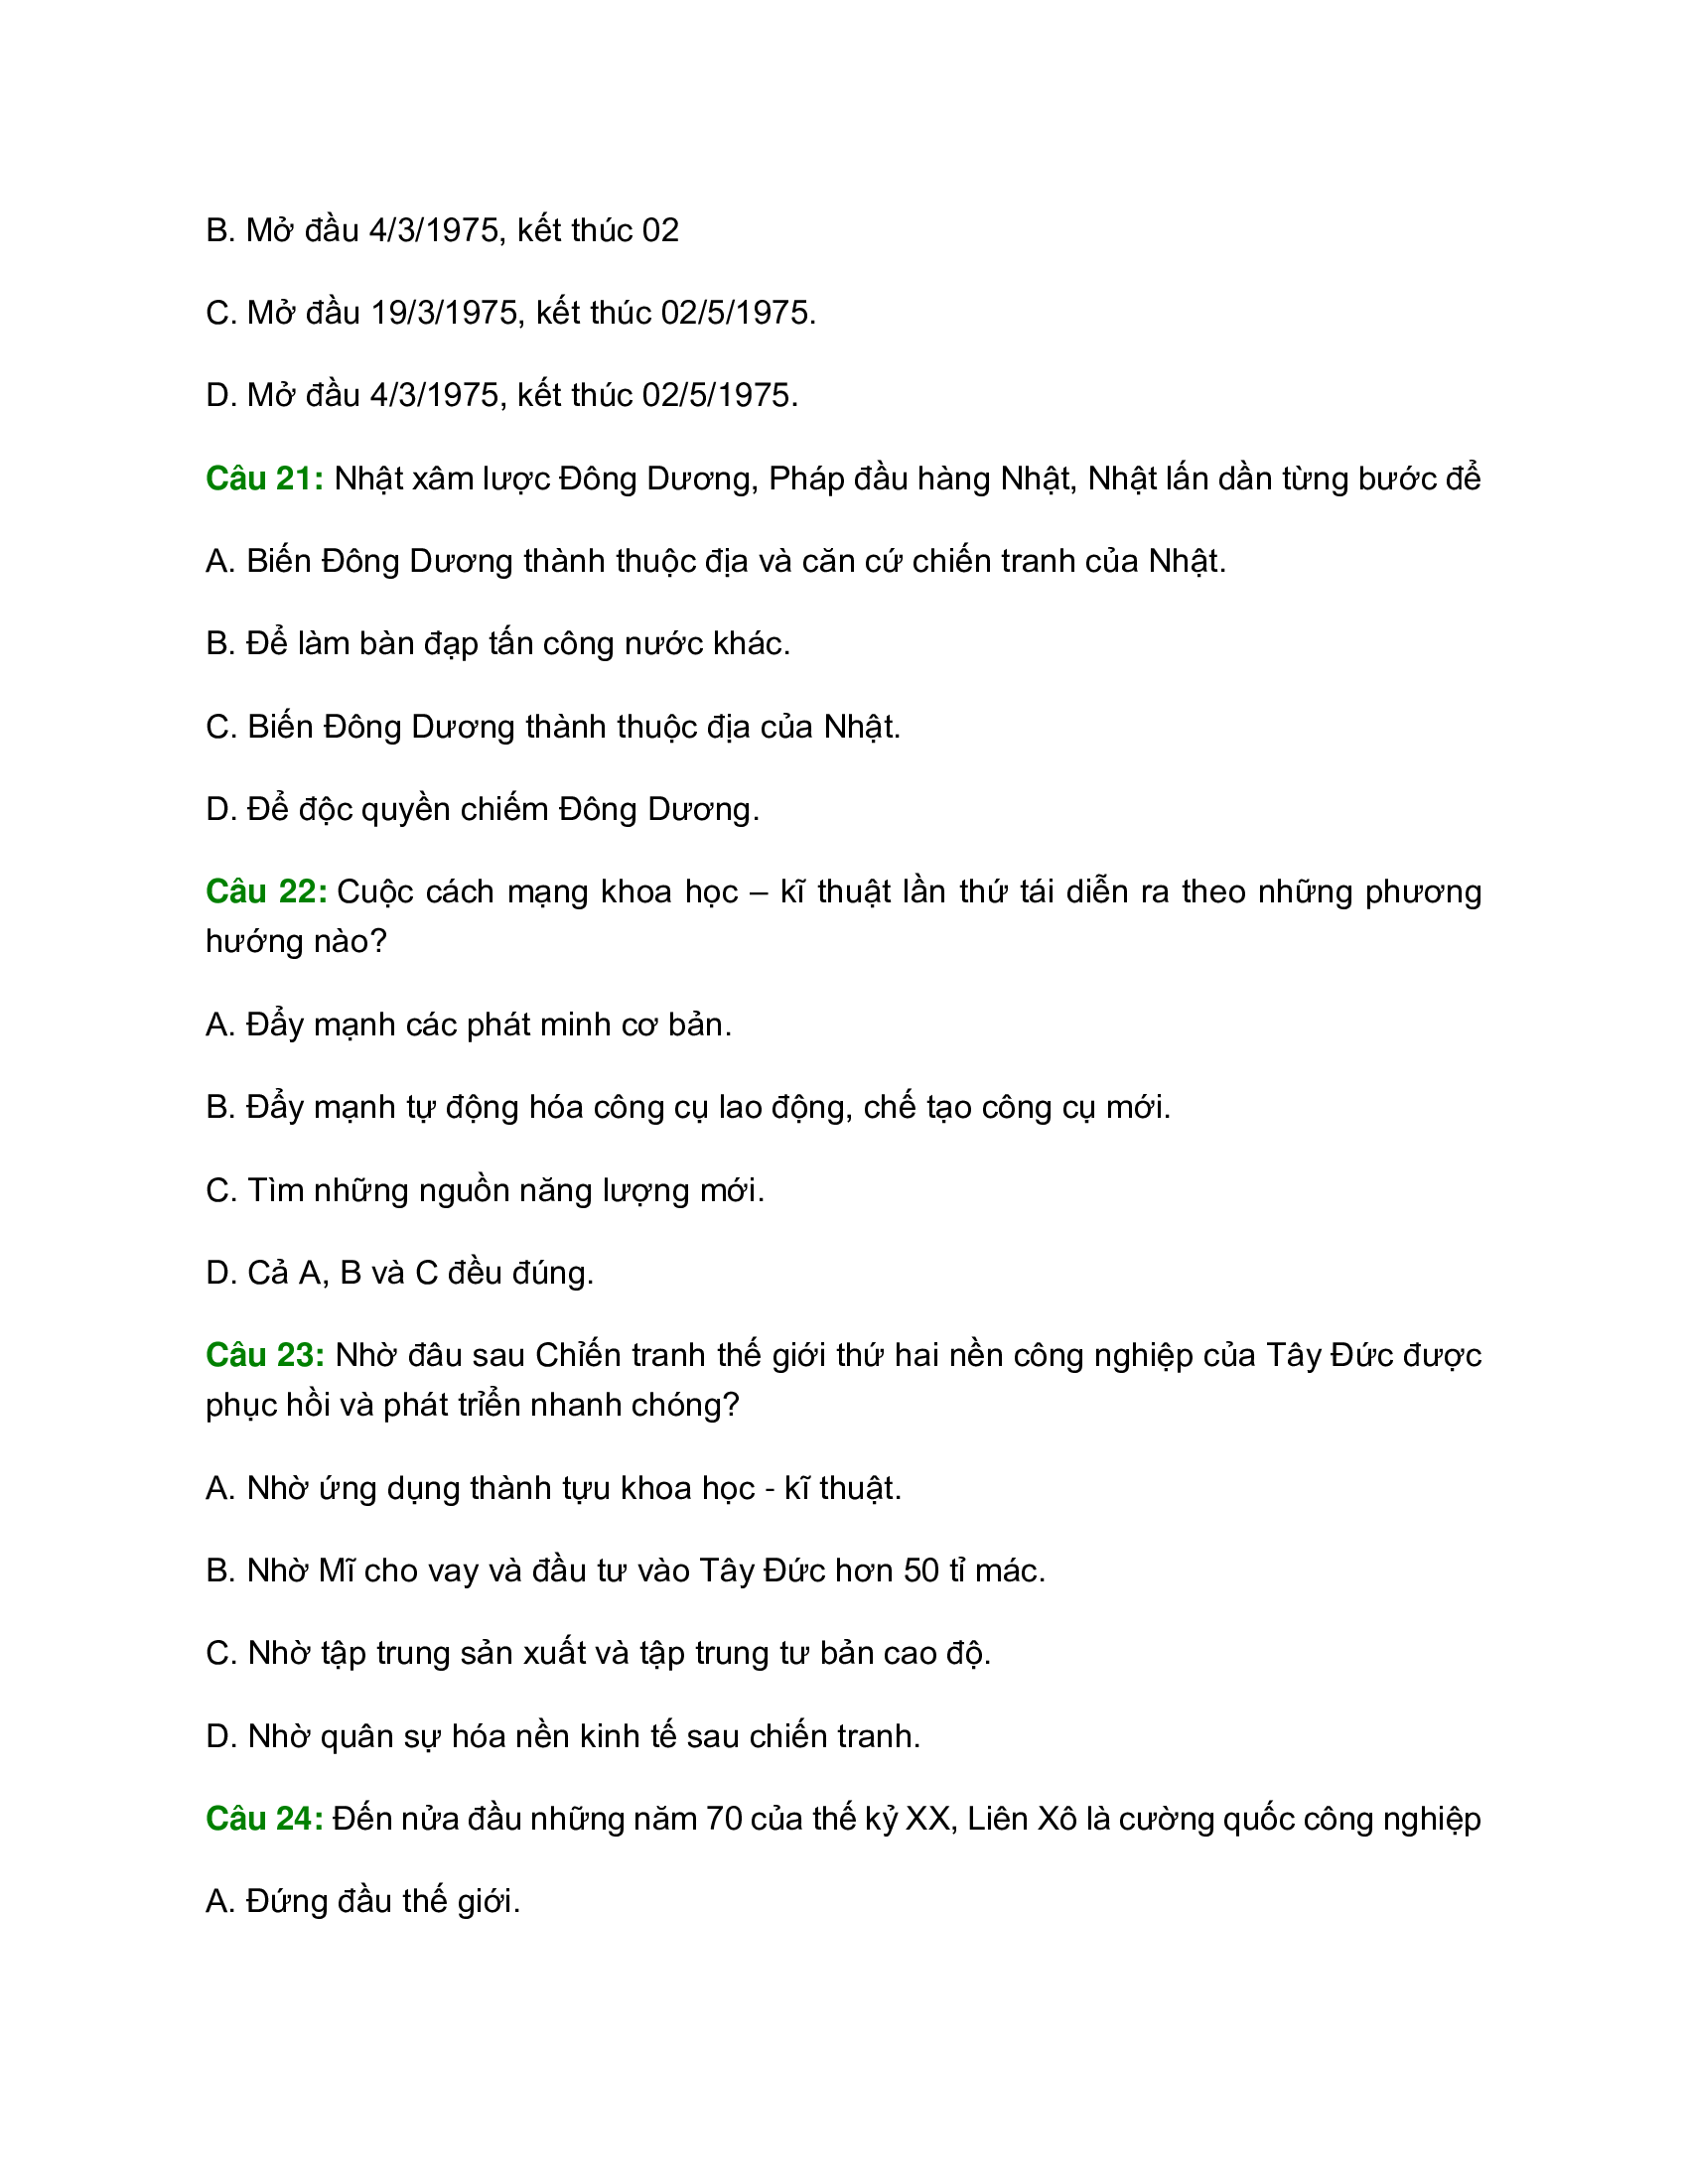 B. Mở đầu 4/3/1975, kết thúc 02
C. Mở đầu 19/3/1975, kết thúc 02/5/1975.
D. Mở đầu 4/3/1975, kết thúc 02/5/1975.
Câu 21: Nhật xâm lược Đông Dương, Pháp đầu hàng Nhật, Nhật lấn dần từng bước để
A. Biến Đông Dương thành thuộc địa và căn cứ chiến tranh của Nhật.
B. Để làm bàn đạp tấn công nước khác.
C. Biến Đông Dương thành thuộc địa của Nhật.
D. Để độc quyền chiếm Đông Dương.
Câu 22: Cuộc cách mạng khoa học – kĩ thuật lần thứ tái diễn ra theo những phương
hướng nào?
A. Đẩy mạnh các phát minh cơ bản.
B. Đẩy mạnh tự động hóa công cụ lao động, chế tạo công cụ mới.
C. Tìm những nguồn năng lượng mới.
D. Cả A, B và C đều đúng.
Câu 23: Nhờ đâu sau Chỉến tranh thế giới thứ hai nền công nghiệp của Tây Đức được
phục hồi và phát trỉển nhanh chóng?
A. Nhờ ứng dụng thành tựu khoa học - kĩ thuật.
B. Nhờ Mĩ cho vay và đầu tư vào Tây Đức hơn 50 tỉ mác.
C. Nhờ tập trung sản xuất và tập trung tư bản cao độ.
D. Nhờ quân sự hóa nền kinh tế sau chiến tranh.
Câu 24: Đến nửa đầu những năm 70 của thế kỷ XX, Liên Xô là cường quốc công nghiệp
A. Đứng đầu thế giới.